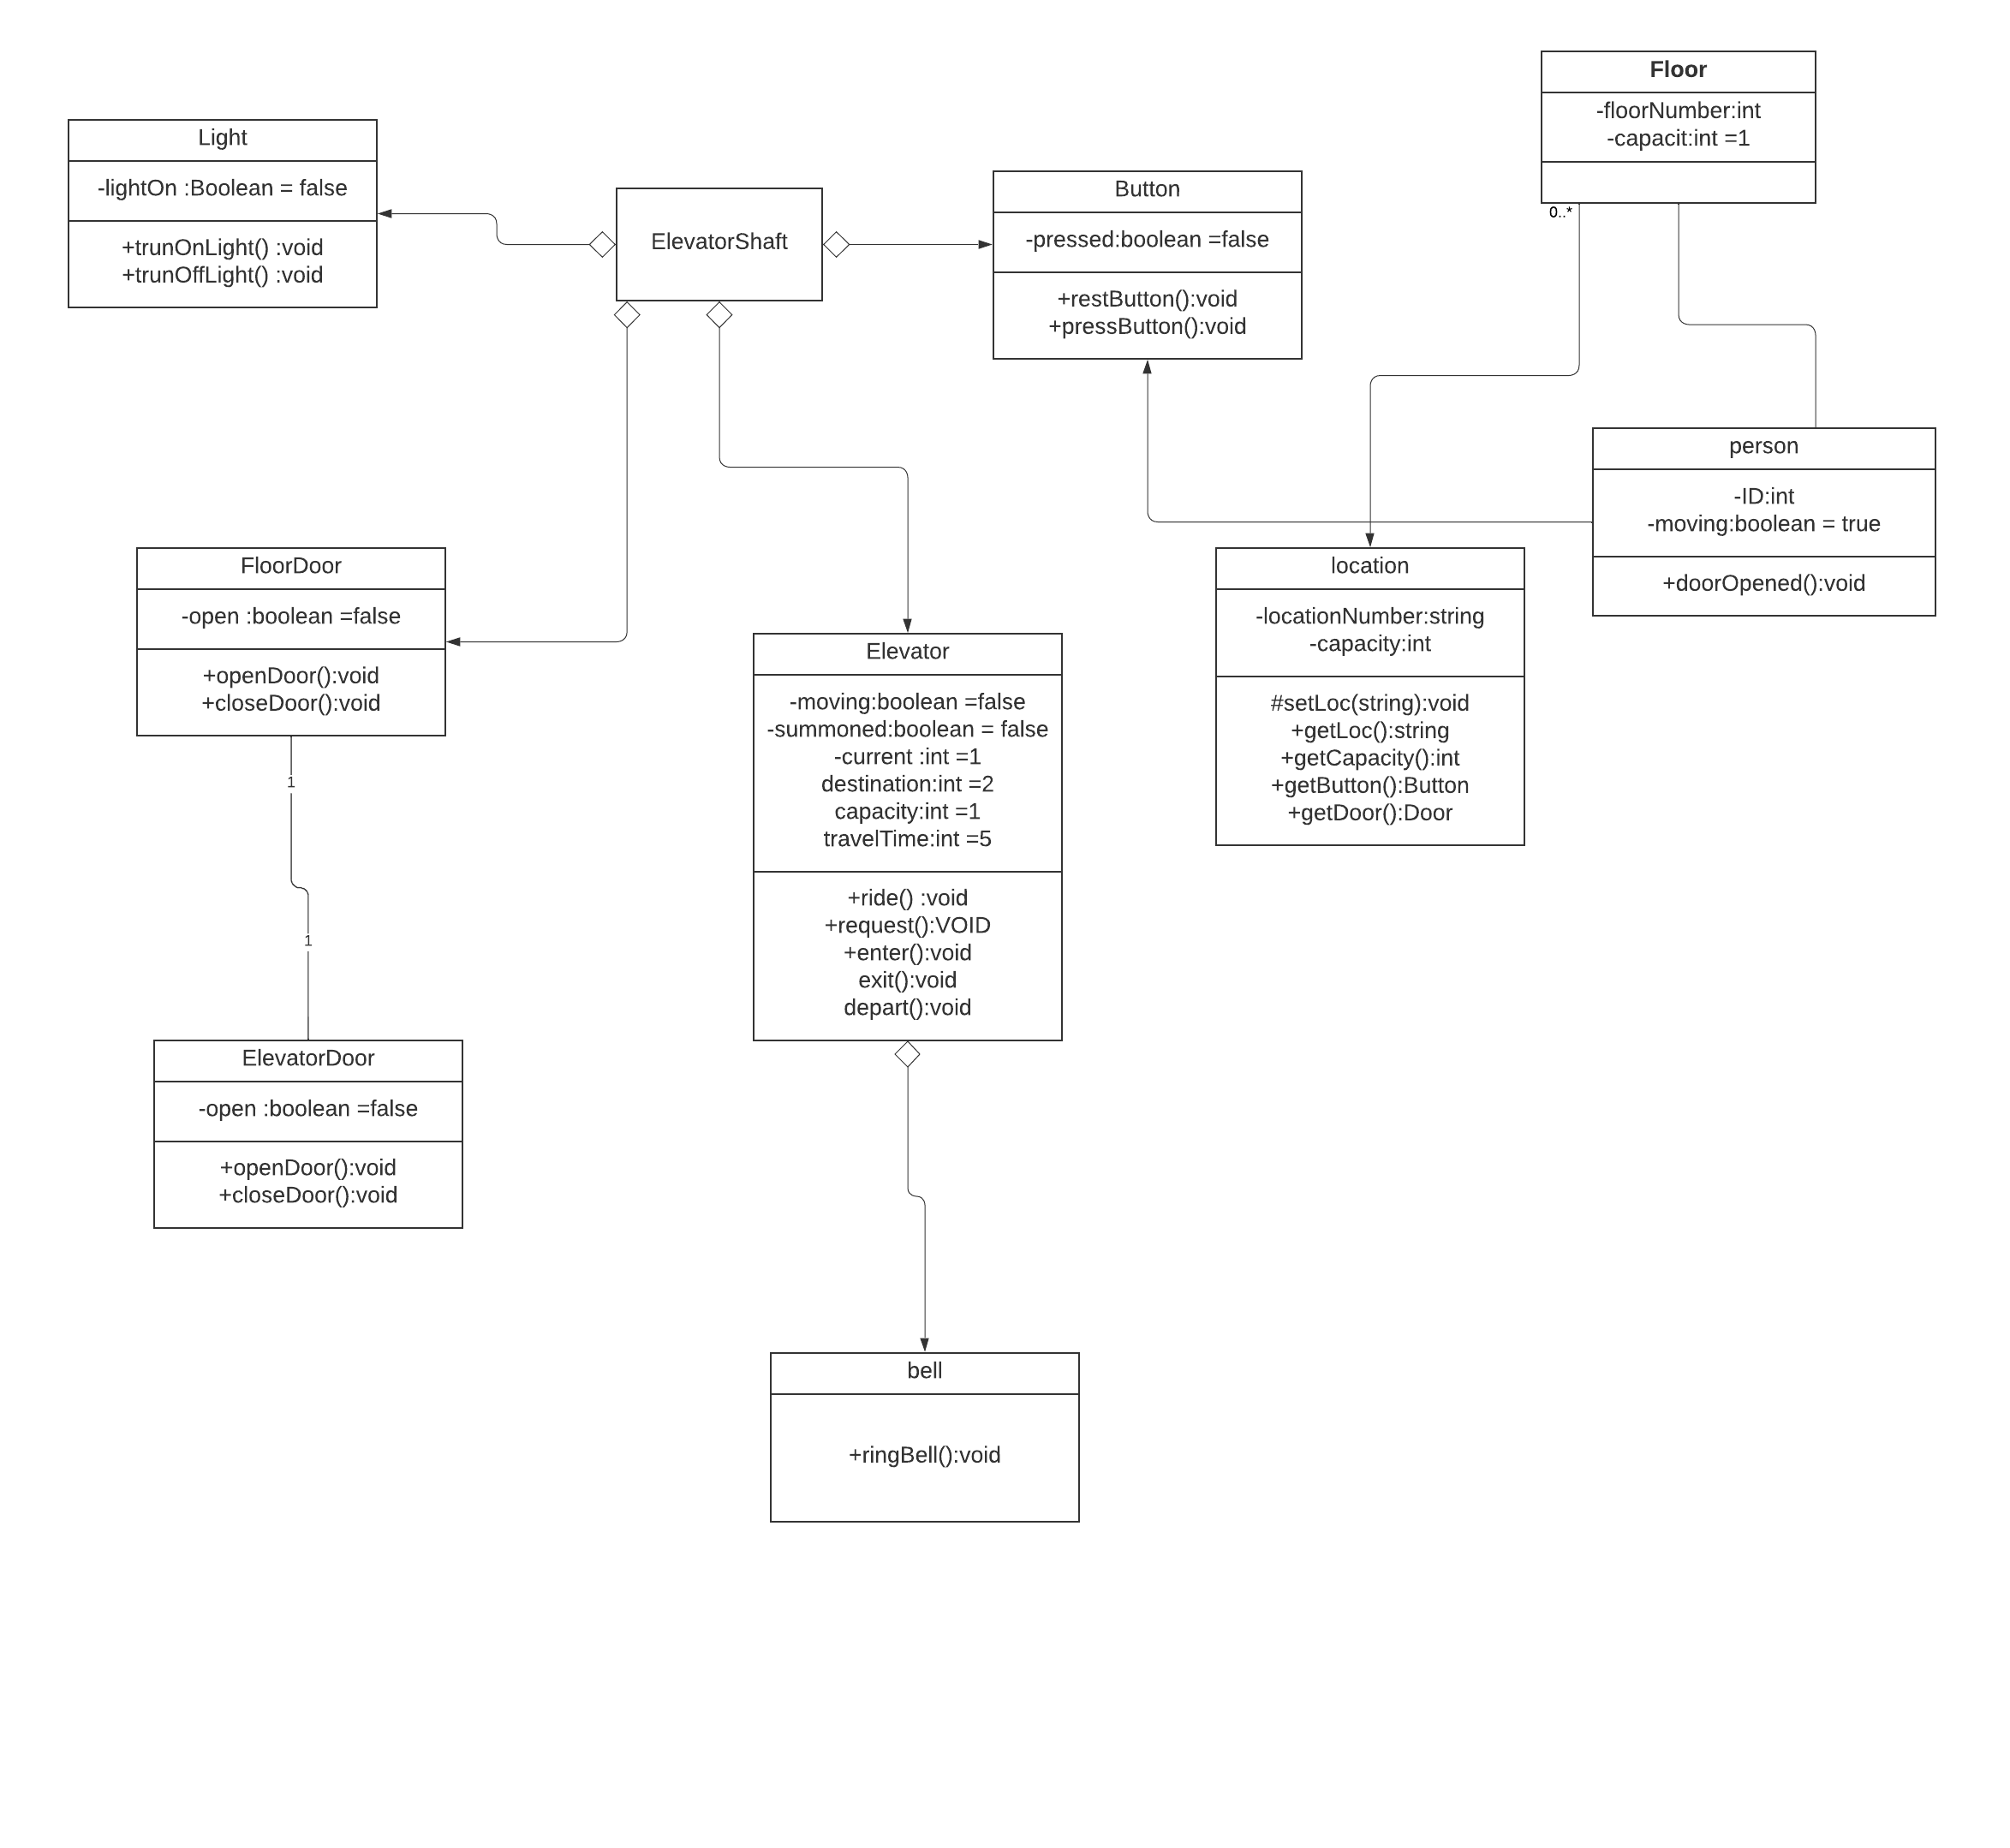 Floor
-floorNumber:int
-capacit:int =1
0..*
Light
-lightOn :Boolean = false
+trunOnLight() :void
+trunOffLight() :void
ElevatorShaft
Button
-pressed:boolean =false
+restButton():void
+pressButton():void
person
-ID:int
-moving:boolean = true
+doorOpened():void
FloorDoor
-open :boolean =false
+openDoor():void
+closeDoor():void
1
1
location
-locationNumber:string
-capacity:int
#setLoc(string):void
+getLoc():string
+getCapacity():int
+getButton():Button
+getDoor():Door
Elevator
-moving:boolean =false
-summoned:boolean = false
-current :int =1
destination:int =2
capacity:int =1
travelTime:int =5
+ride() :void
+request():VOID
+enter():void
exit():void
depart():void
ElevatorDoor
-open :boolean =false
+openDoor():void
+closeDoor():void
bell
+ringBell():void